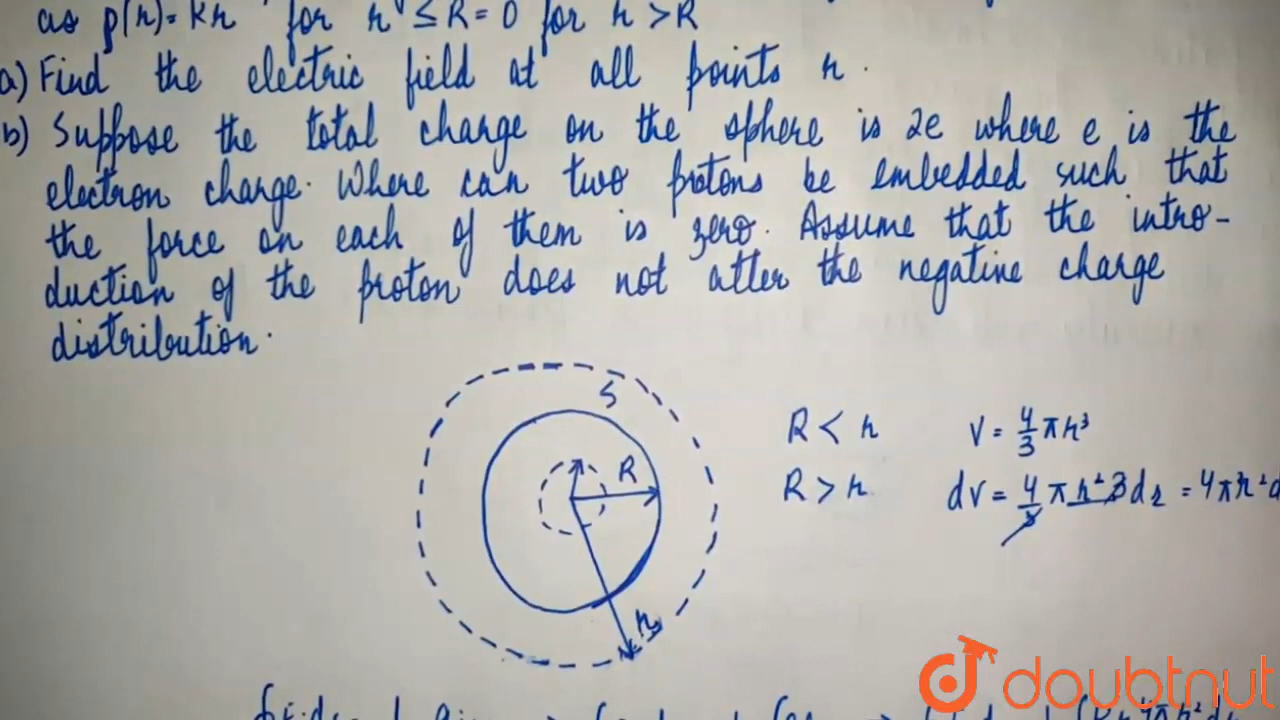 as ρ(r) = kr for r ≤ R = 0 for r > R
a) Find the electric field at all points r.
b) Suppose the total charge on the sphere is 2e where e is the
electron charge. Where can two protons be embedded such that
the force on each of them is zero. Assume that the intro-
duction of the proton does not alter the negative charge
distribution.
S
R
r
R < r V = 4/3 πr³
R > r dV = 4/3 πr² 3dr = 4πr²d
doubtnut